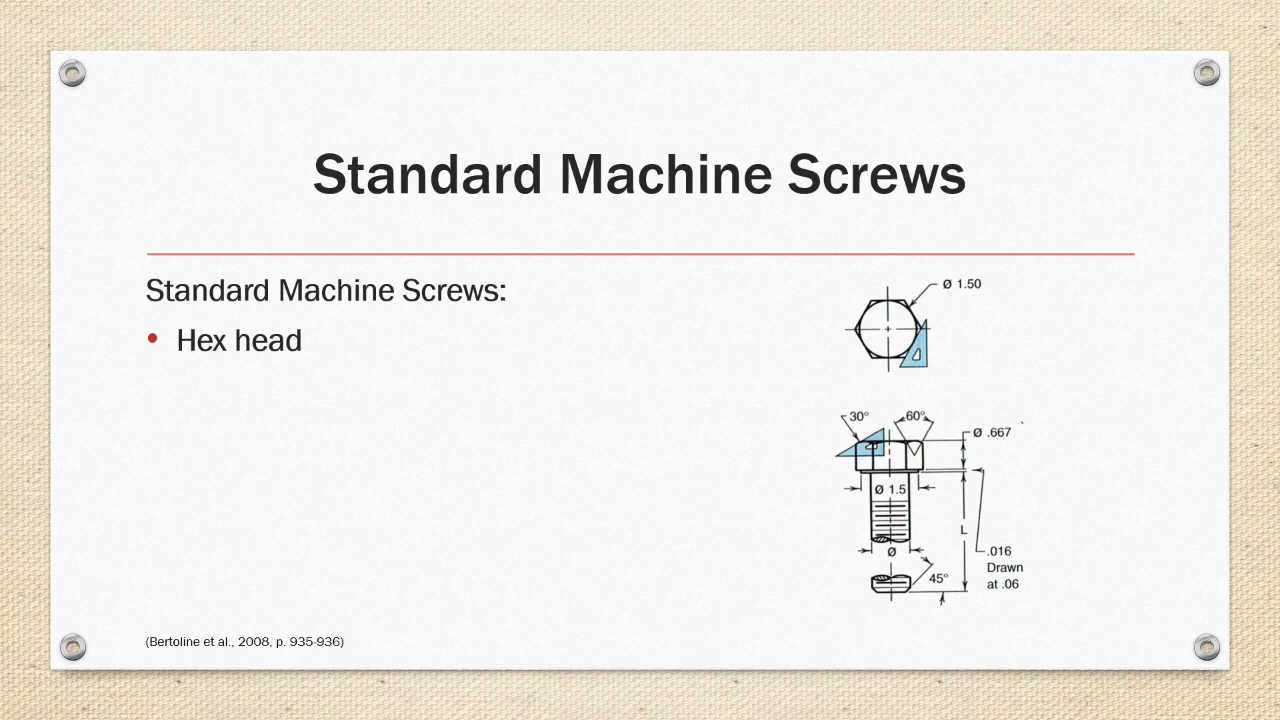 Standard Machine Screws
Standard Machine Screws:
• Hex head
Ø 1.50
30°
60°
Ø .667
Ø 1.5
L
Ø
.016
Drawn
at .06
45°
(Bertoline et al., 2008, p. 935-936)